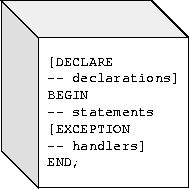 [DECLARE
-- declarations]
BEGIN
-- statements
[EXCEPTION
-- handlers]
END;